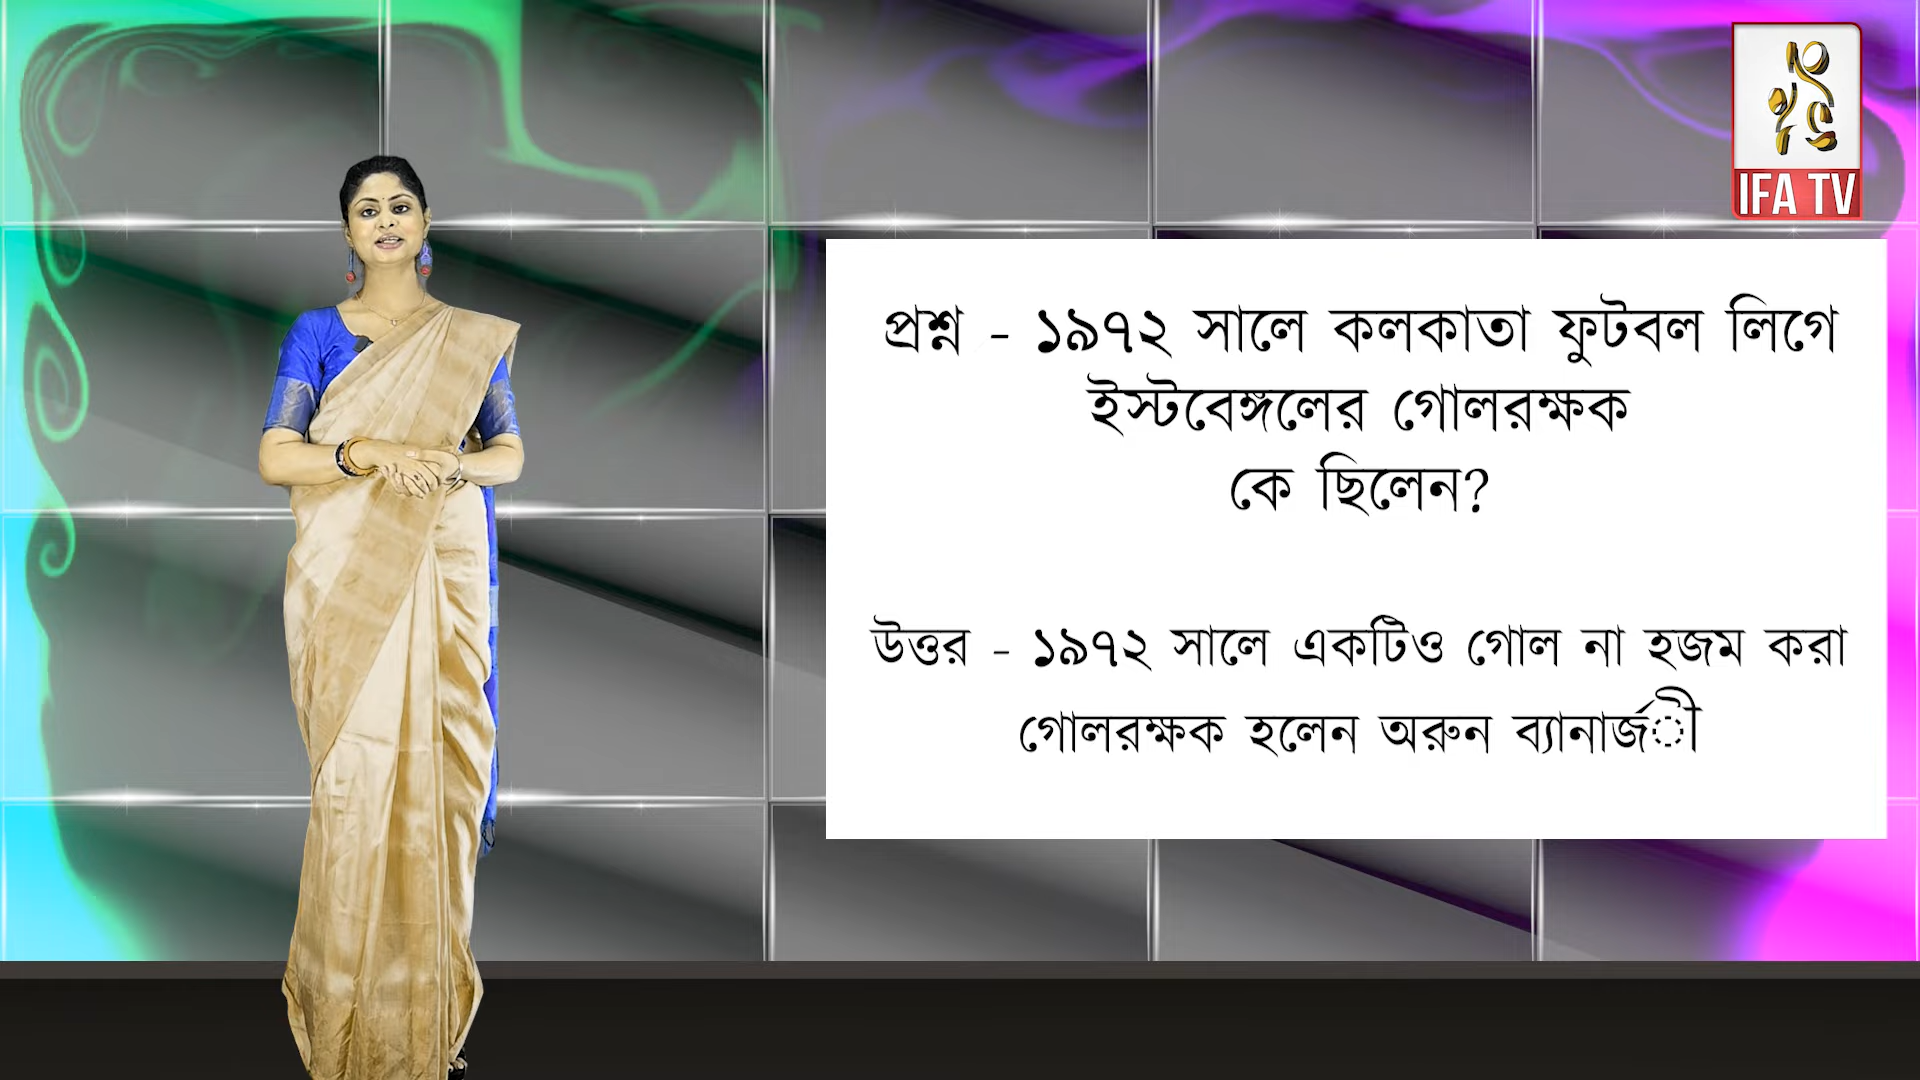 IFA TV
প্রশ্ন - ১৯৭২ সালে কলকাতা ফুটবল লিগে
ইস্টবেঙ্গলের গোলরক্ষক
কে ছিলেন?
উত্তর - ১৯৭২ সালে একটিও গোল না হজম করা
গোলরক্ষক হলেন অরুন ব্যানার্জ◌ী